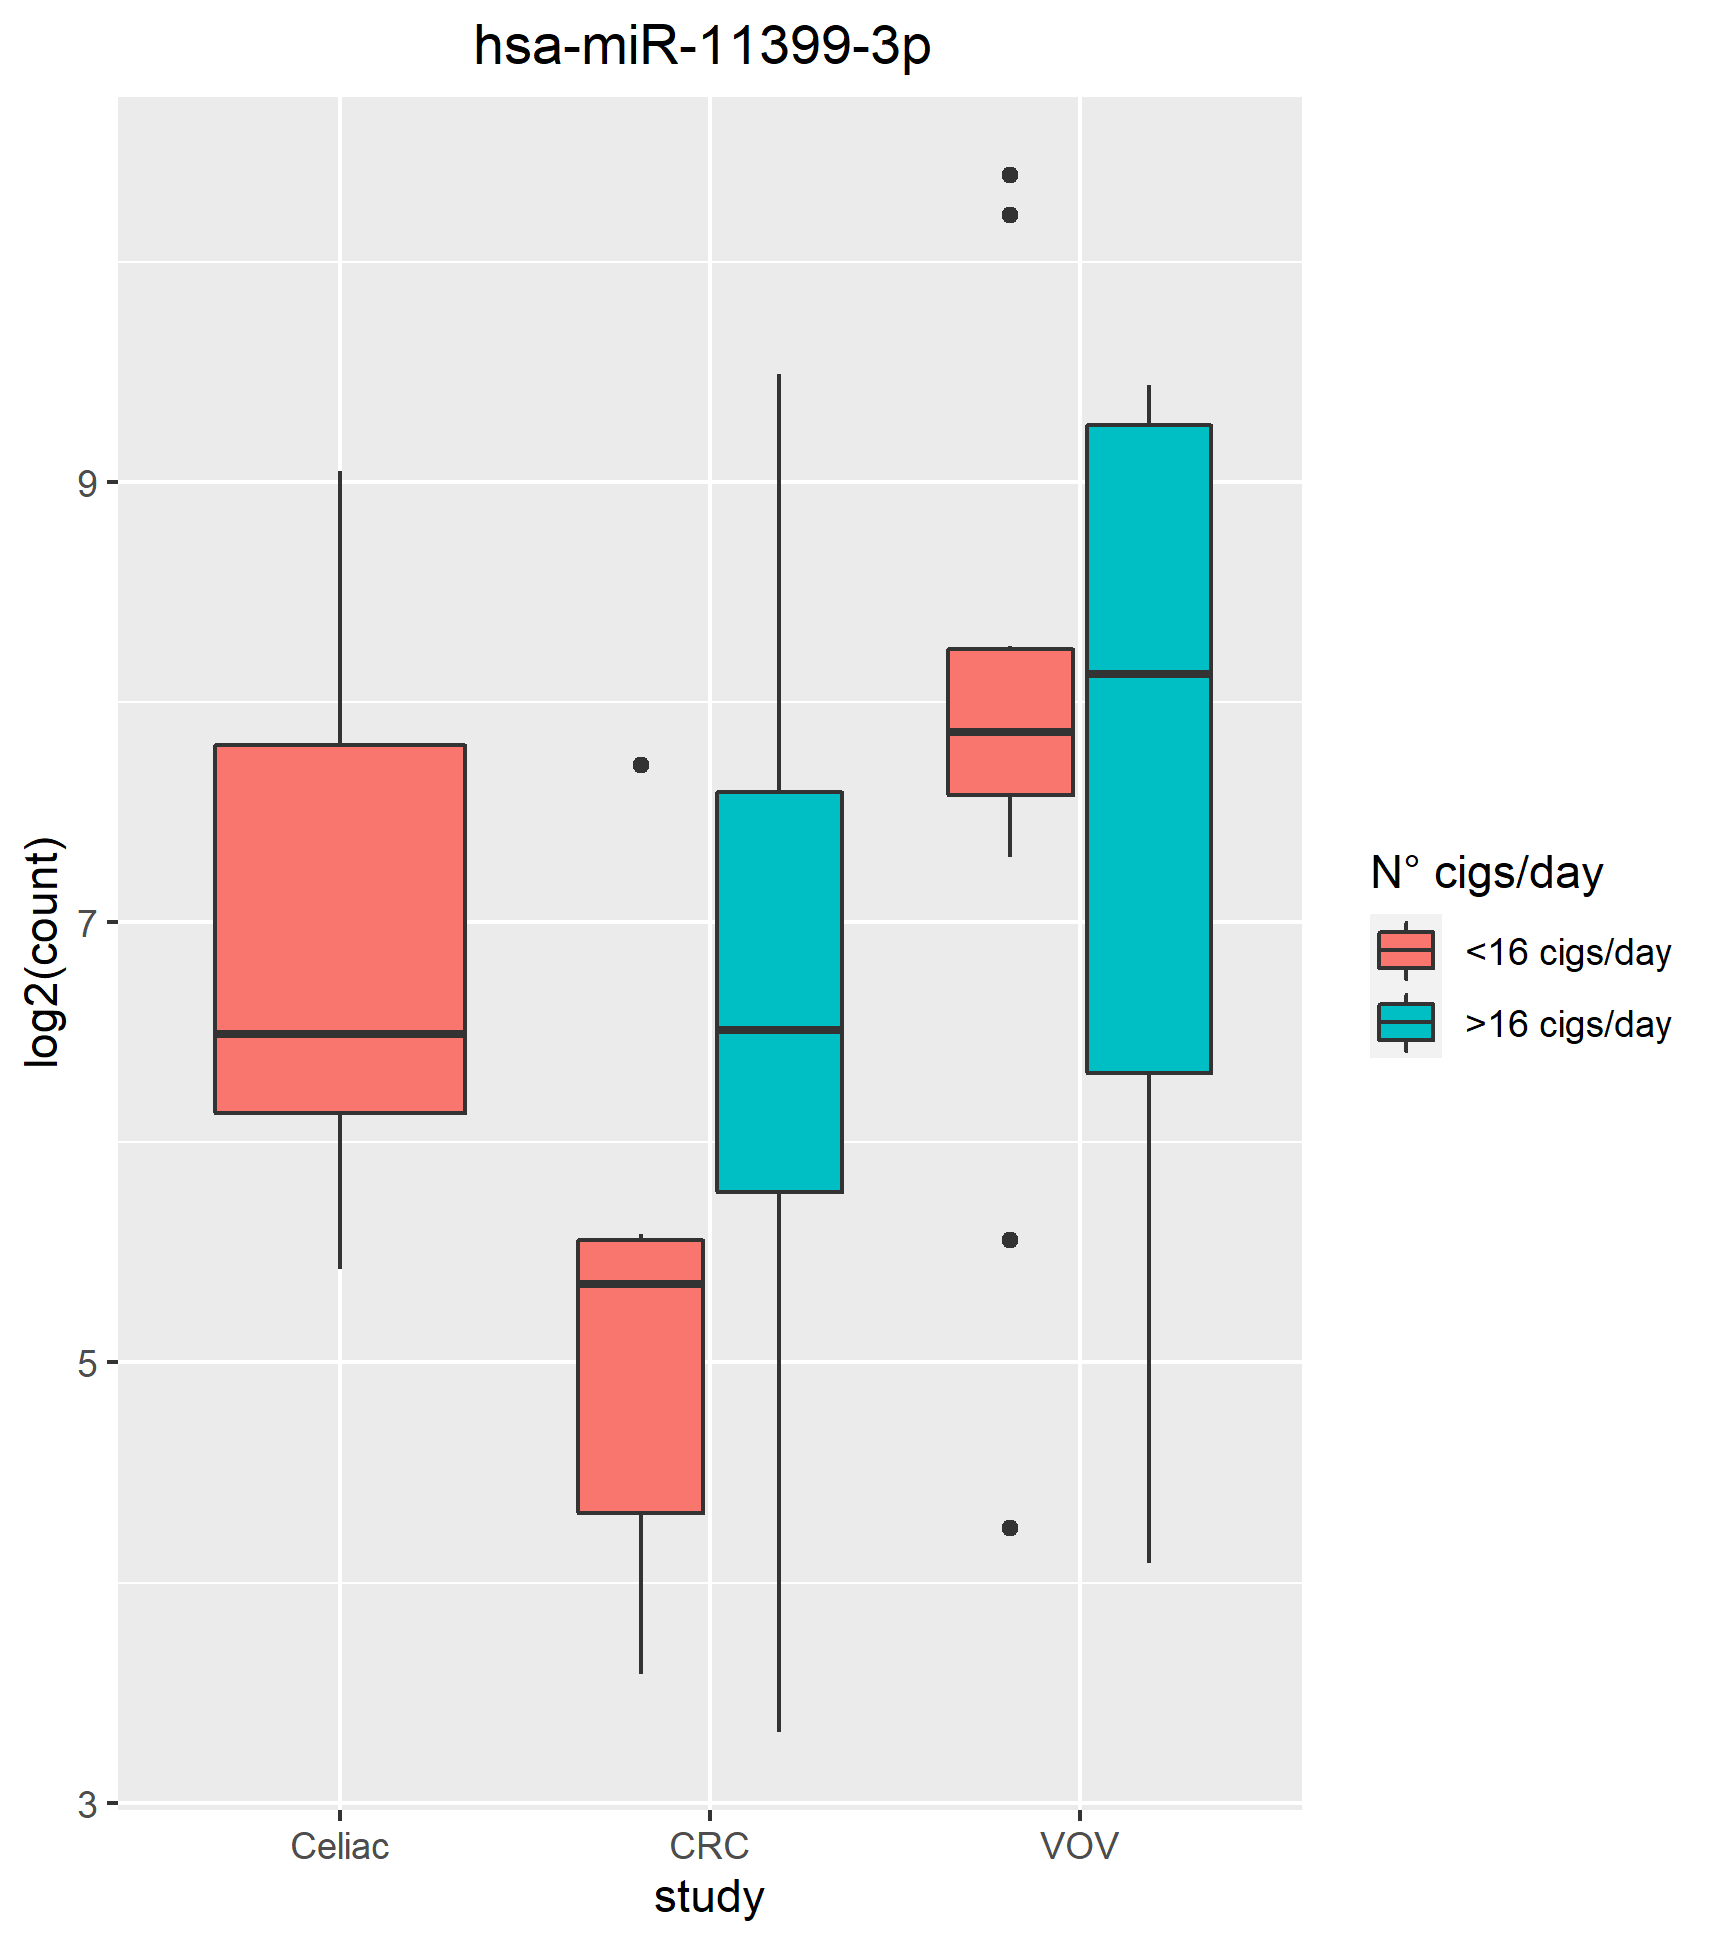 hsa-miR-11399-3p
log2(count)
9
7
5
3
Celiac
CRC
VOV
study
N° cigs/day
<16 cigs/day
>16 cigs/day